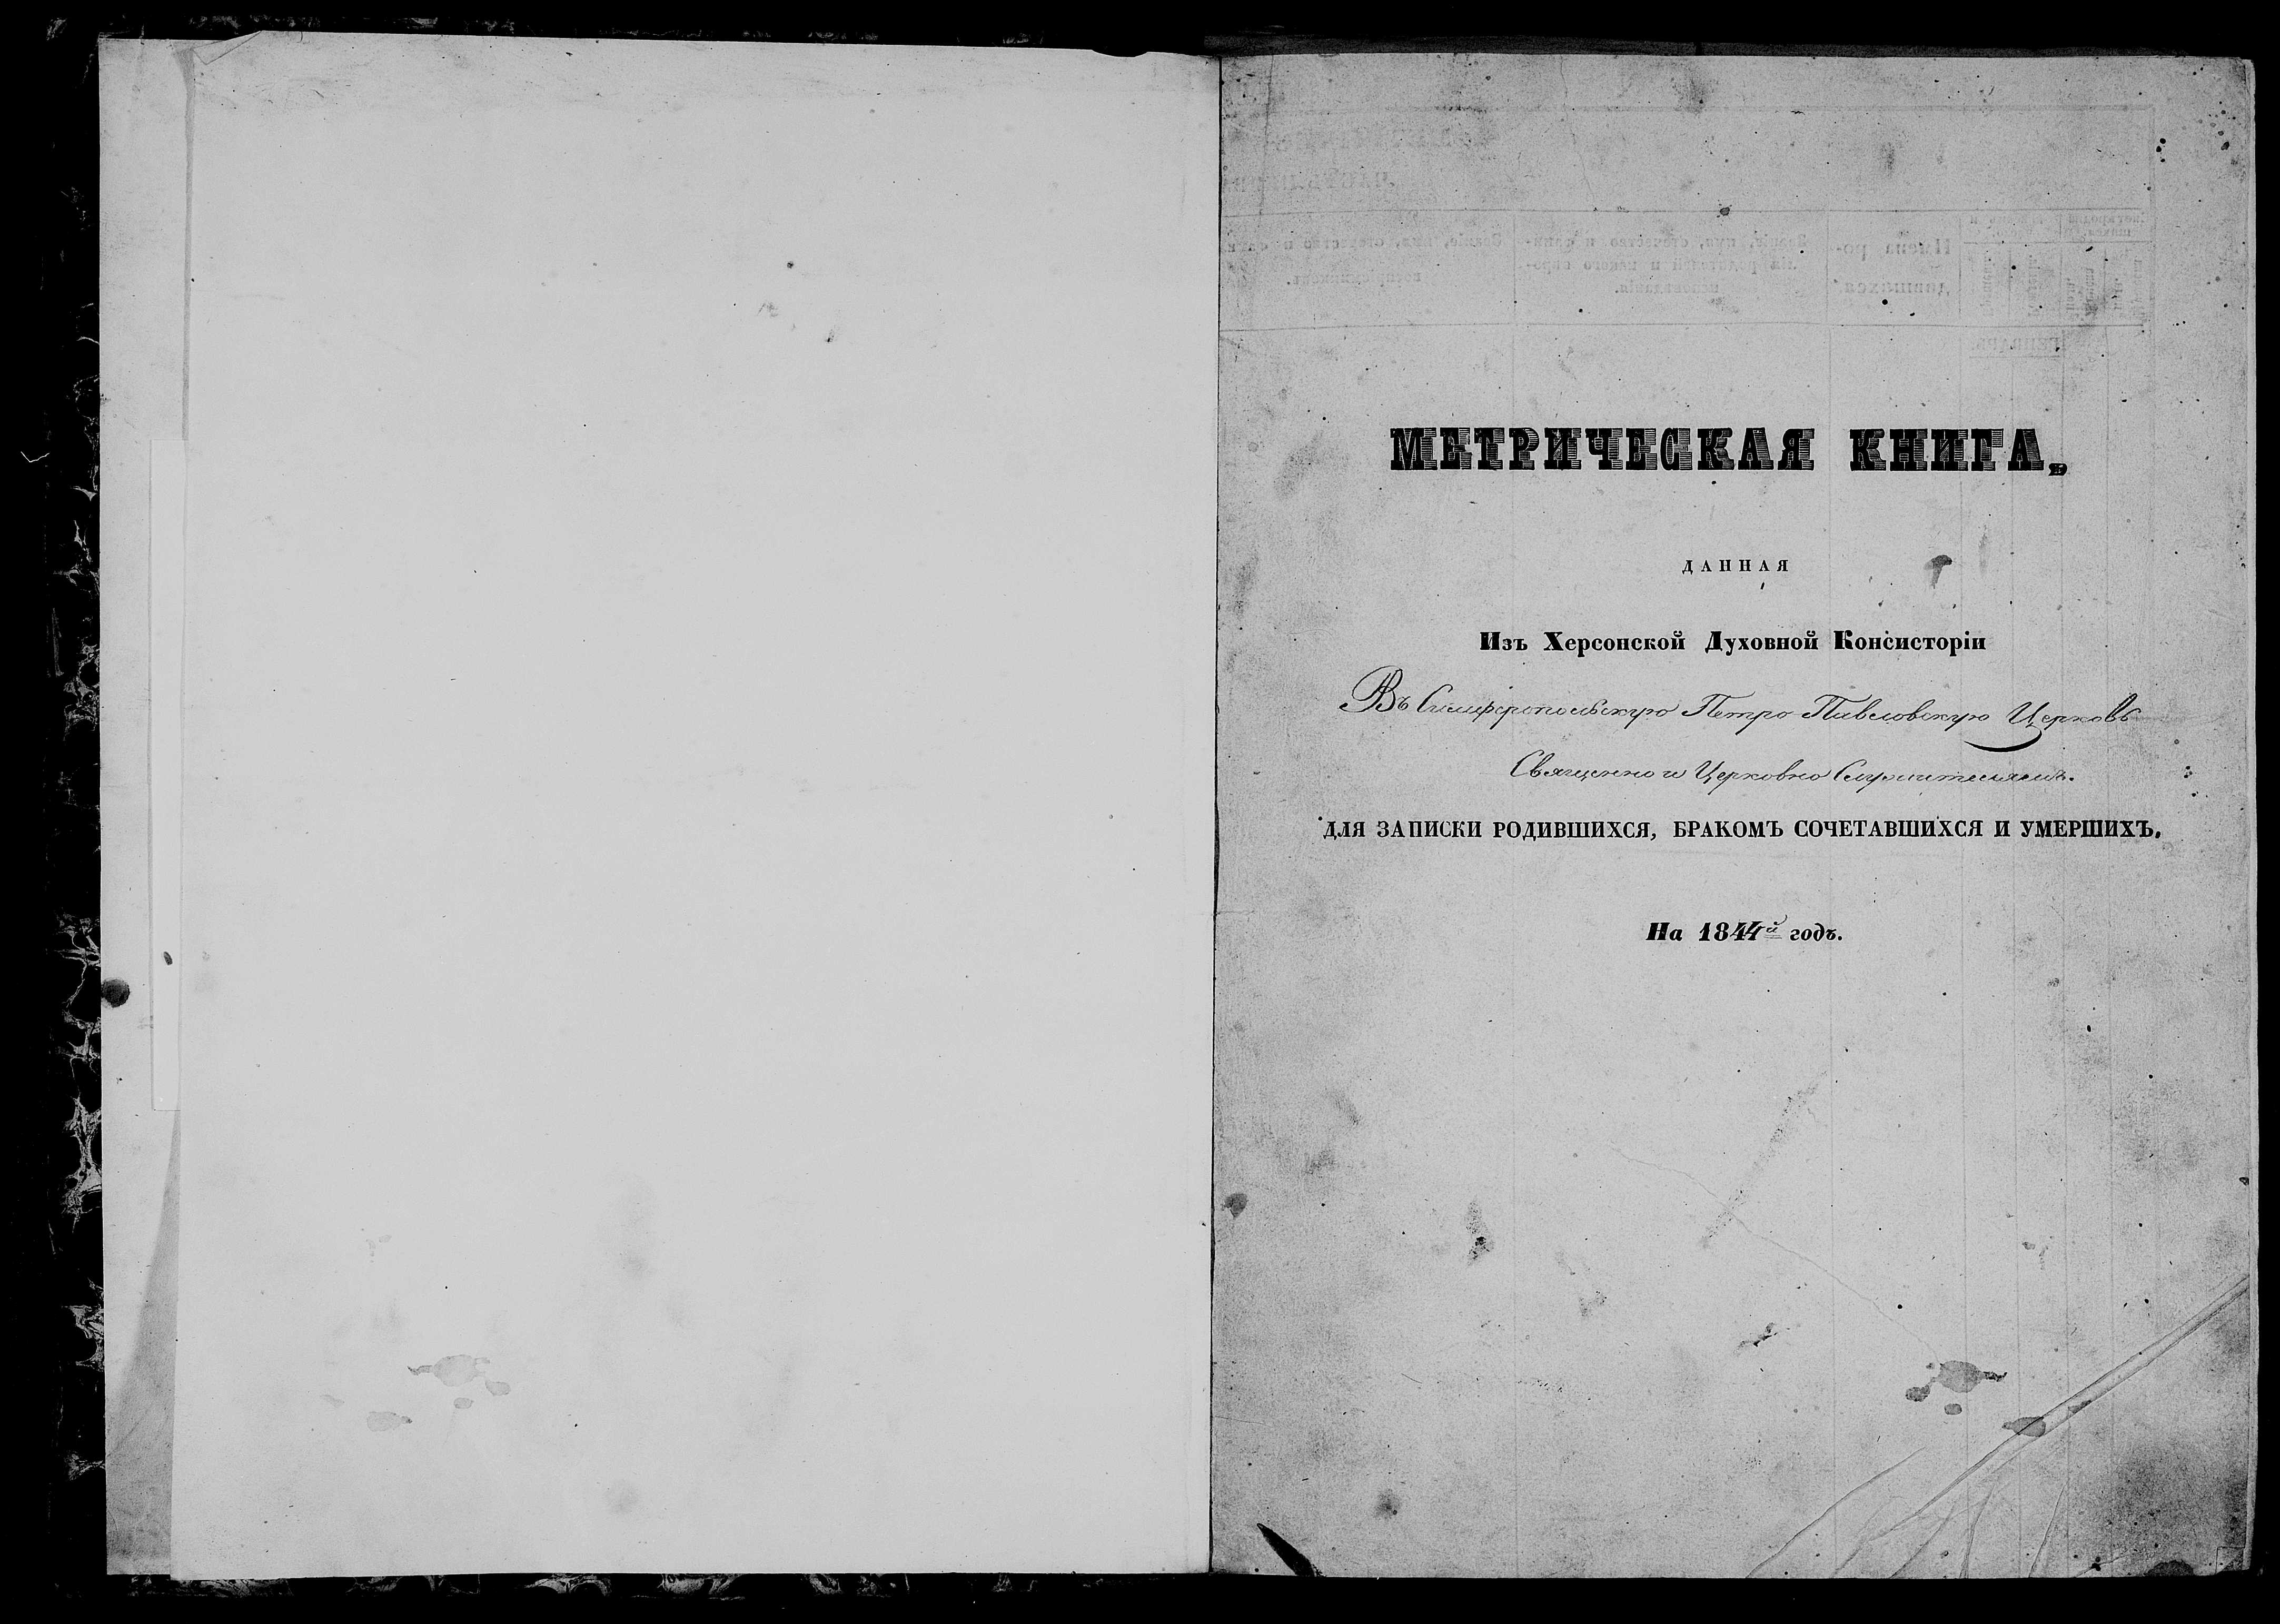 МЕТРИЧЕСКАЯ КНИГА,
ДАННАЯ
Изъ Херсонской Духовной Консисторіи
Въ Симферопольскую Петро-Павловскую Церковь
Священно и Церковно Служителямъ.
ДЛЯ ЗАПИСКИ РОДИВШИХСЯ, БРАКОМЪ СОЧЕТАВШИХСЯ И УМЕРШИХЪ.
На 1844й годъ.